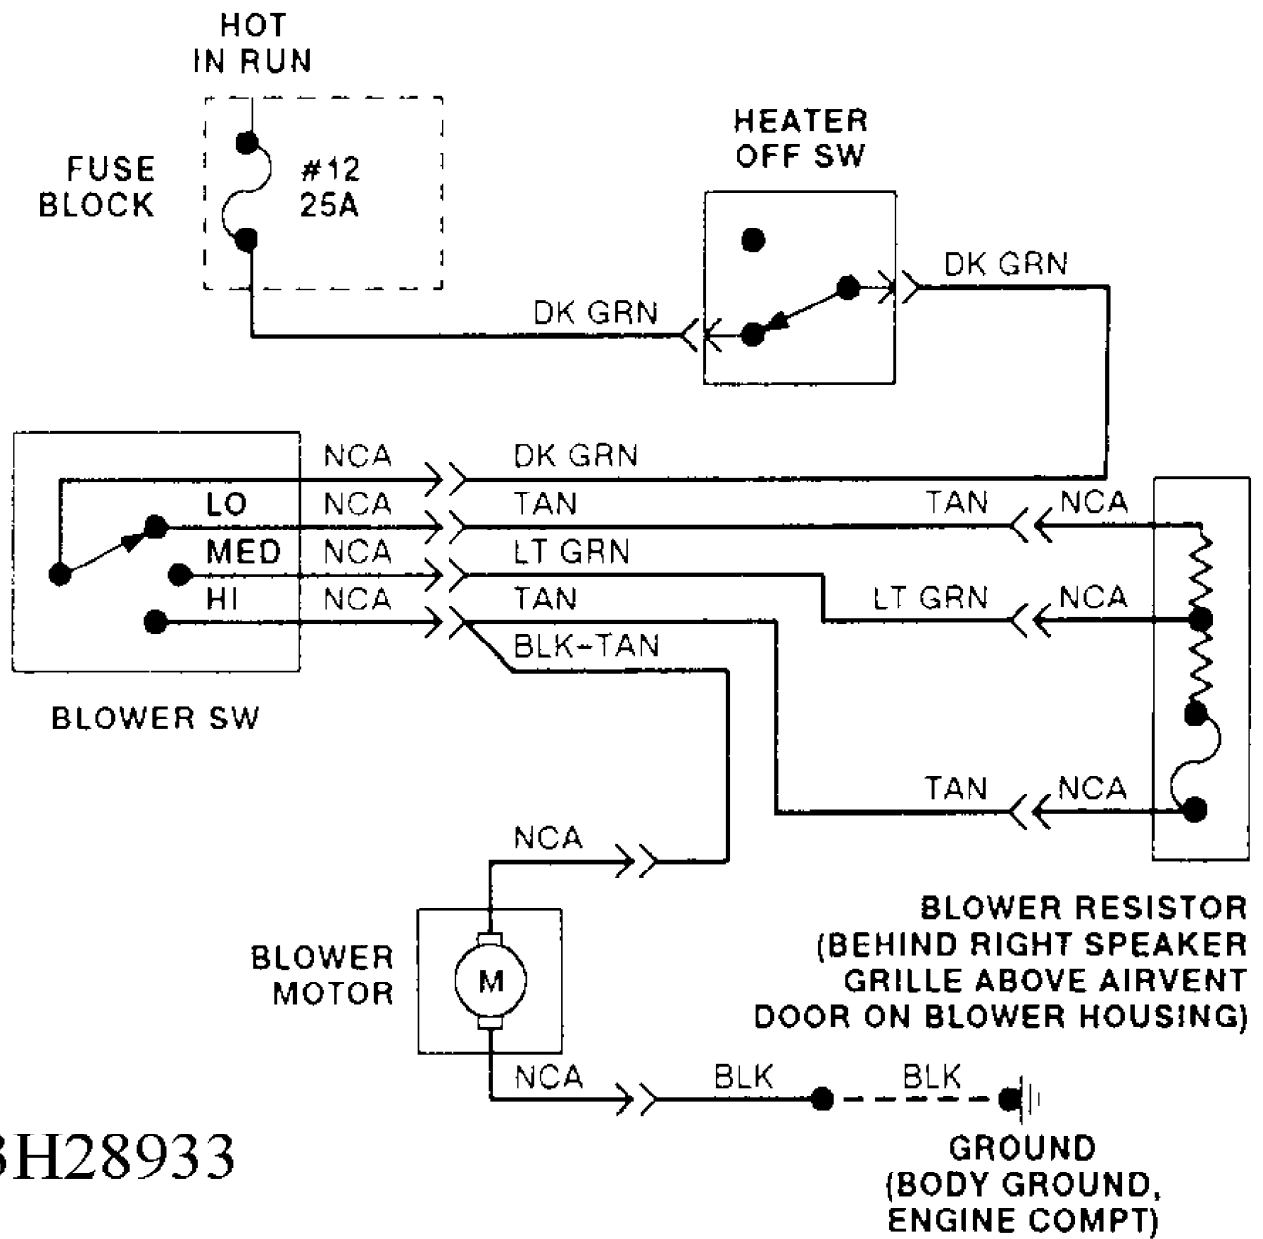 HOT
IN RUN
FUSE
BLOCK
#12
25A
HEATER
OFF SW
DK GRN
DK GRN
NCA
DK GRN
LO
NCA
TAN
TAN
NCA
MED
NCA
LT GRN
HI
NCA
TAN
LT GRN
NCA
BLK-TAN
BLOWER SW
TAN
NCA
NCA
BLOWER
MOTOR
M
BLOWER RESISTOR
(BEHIND RIGHT SPEAKER
GRILLE ABOVE AIRVENT
DOOR ON BLOWER HOUSING)
NCA
BLK
BLK
GROUND
(BODY GROUND,
ENGINE COMPT)
H28933